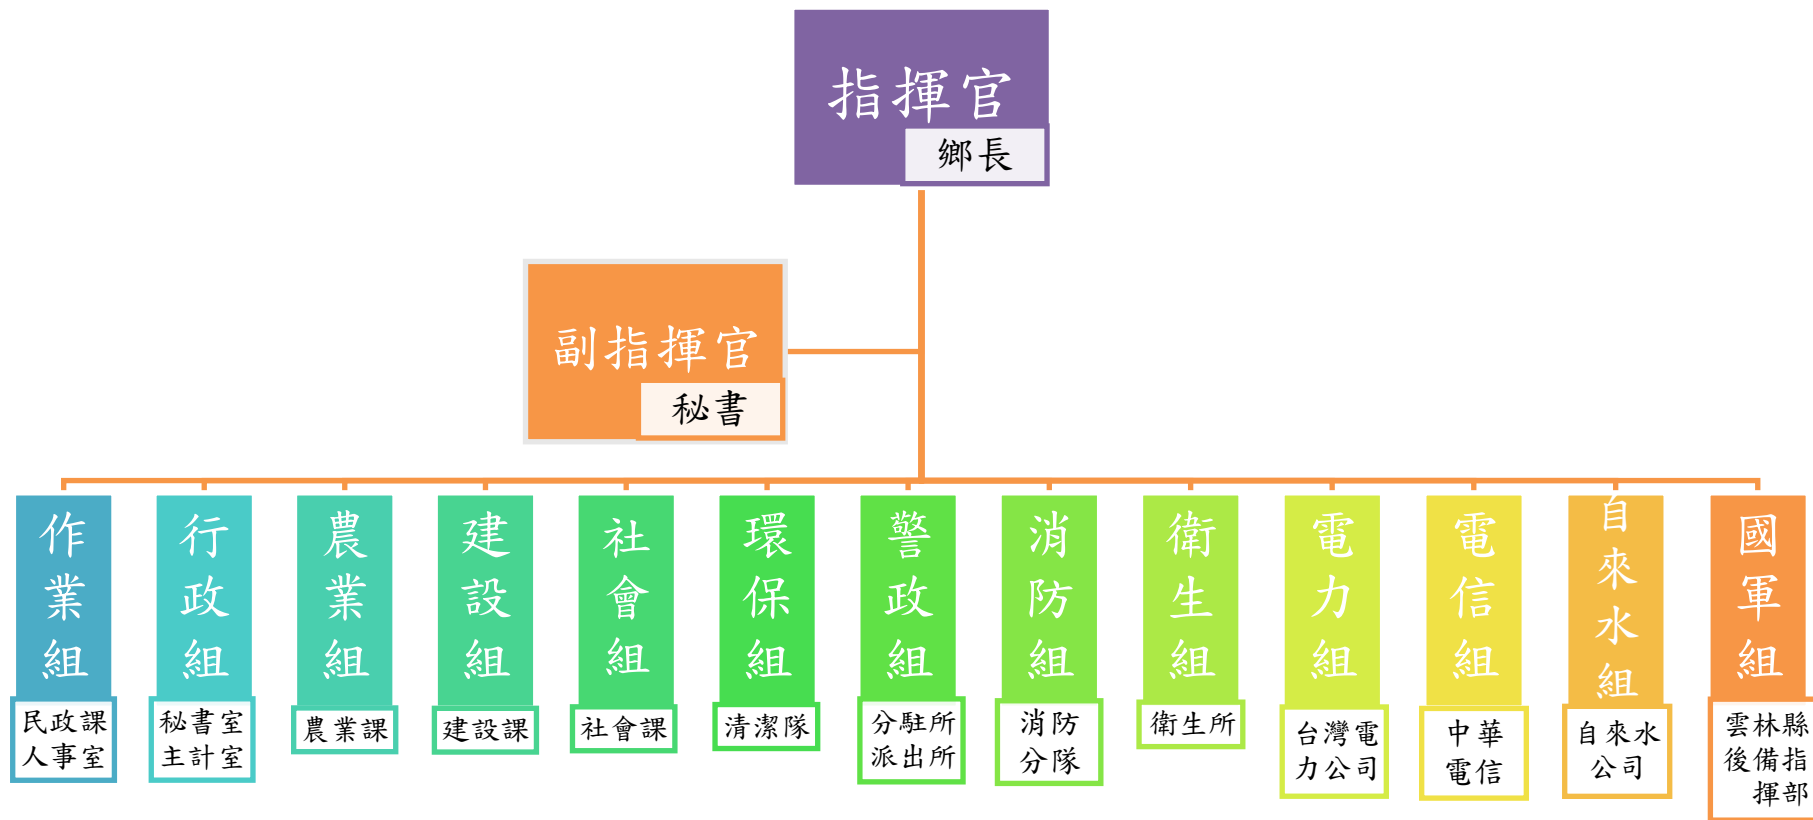 指揮官
鄉長
副指揮官
秘書
作業組
民政課
人事室
行政組
秘書室
主計室
農業組
農業課
建設組
建設課
社會組
社會課
環保組
清潔隊
警政組
分駐所
派出所
消防組
消防
分隊
衛生組
衛生所
電力組
台灣電
力公司
電信組
中華
電信
自來水組
自來水
公司
國軍組
雲林縣
後備指
揮部